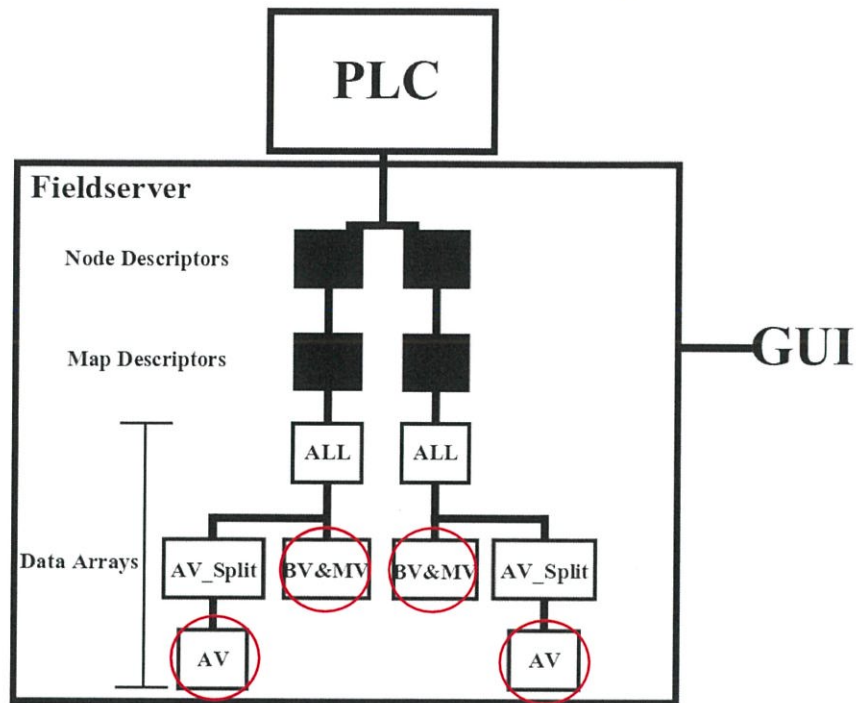 PLC
Fieldserver
Node Descriptors
GUI
Map Descriptors
ALL
ALL
Data Arrays
AV_Split
BV&MV
BV&MV
AV_Split
AV
AV